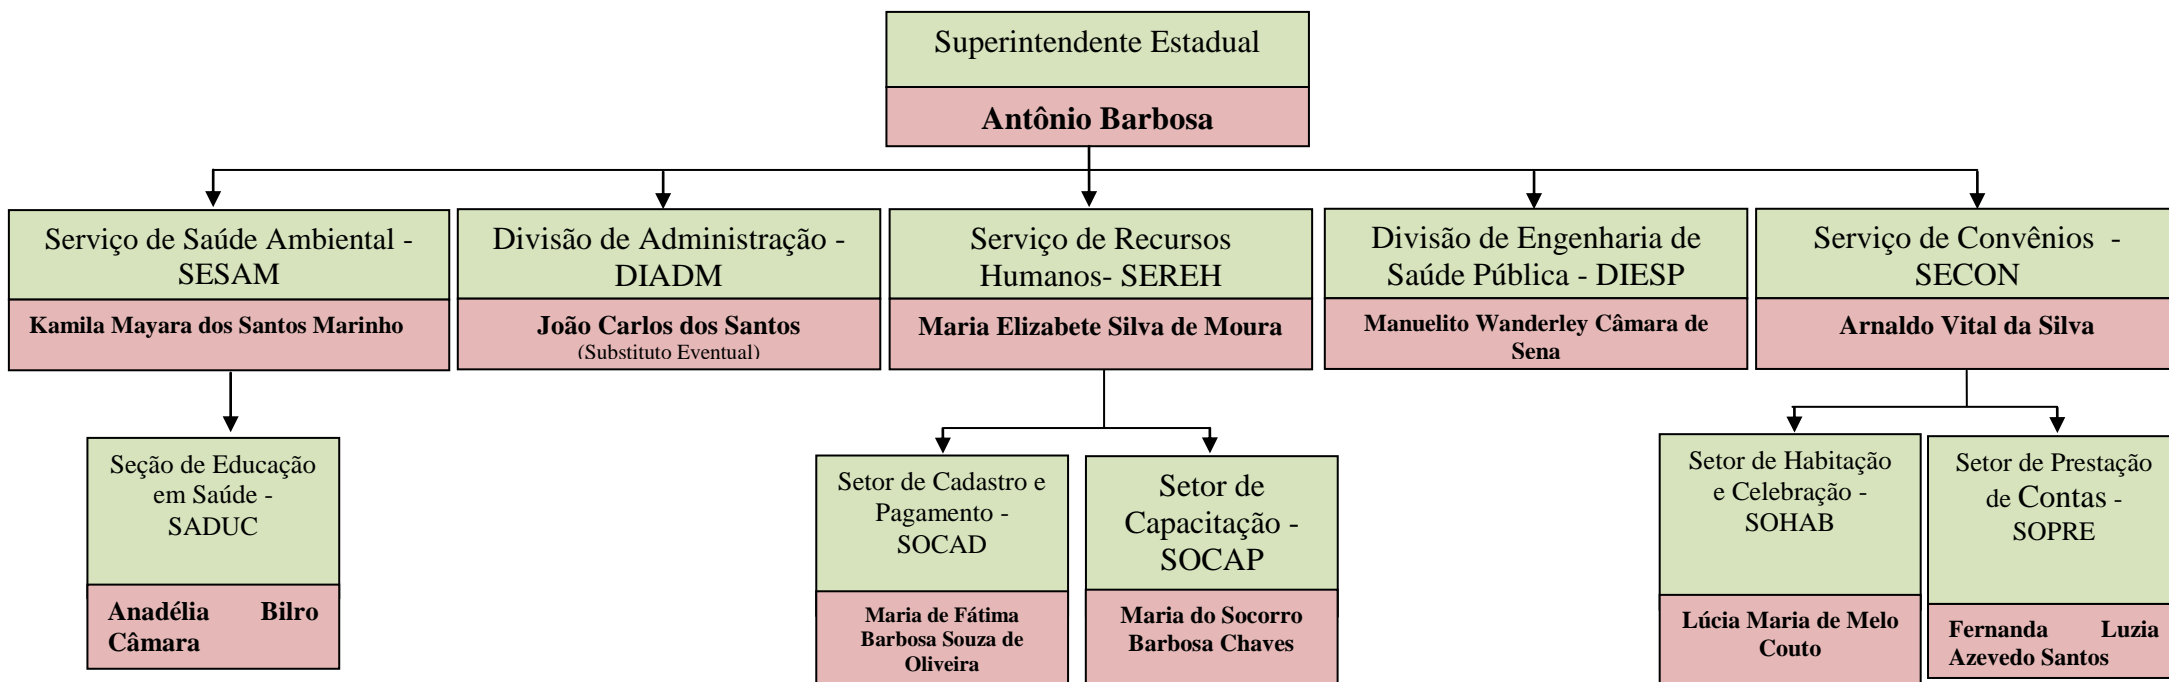 Superintendente Estadual
Antônio Barbosa
Serviço de Saúde Ambiental -
SESAM
Kamila Mayara dos Santos Marinho
Divisão de Administração -
DIADM
João Carlos dos Santos
(Substituto Eventual)
Serviço de Recursos
Humanos- SEREH
Maria Elizabete Silva de Moura
Divisão de Engenharia de
Saúde Pública - DIESP
Manuelito Wanderley Câmara de
Sena
Serviço de Convênios -
SECON
Arnaldo Vital da Silva
Seção de Educação
em Saúde -
SADUC
Anadélia Bilro
Câmara
Setor de Cadastro e
Pagamento -
SOCAD
Maria de Fátima
Barbosa Souza de
Oliveira
Setor de
Capacitação -
SOCAP
Maria do Socorro
Barbosa Chaves
Setor de Habitação
e Celebração -
SOHAB
Lúcia Maria de Melo
Couto
Setor de Prestação
de Contas -
SOPRE
Fernanda Luzia
Azevedo Santos